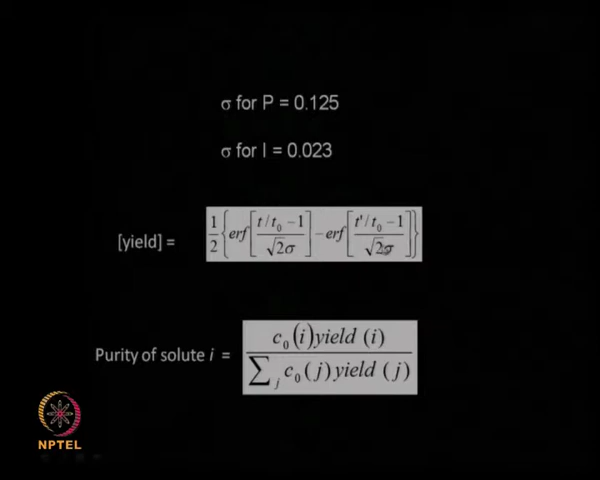 σ for P = 0.125
σ for I = 0.023
[yield] = 1/2 { erf [ (t/t₀ −1) / (√2σ) ] − erf [ (t'/t₀ −1) / (√2σ) ] }
Purity of solute i = c₀(i)yield (i) / ∑ⱼ c₀(j)yield (j)
NPTEL